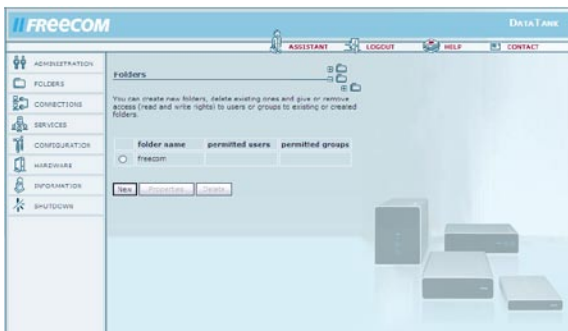 FREECOM
DATATANK
ASSISTANT LOGOUT HELP CONTACT
ADMINISTRATION
FOLDERS
CONNECTIONS
SERVICES
CONFIGURATION
HARDWARE
INFORMATION
SHUTDOWN
Folders
You can create new folders, delete existing ones and give or remove
access (read and write rights) to users or groups to existing or created
folders.
folder name permitted users permitted groups
freecom
New Properties... Delete